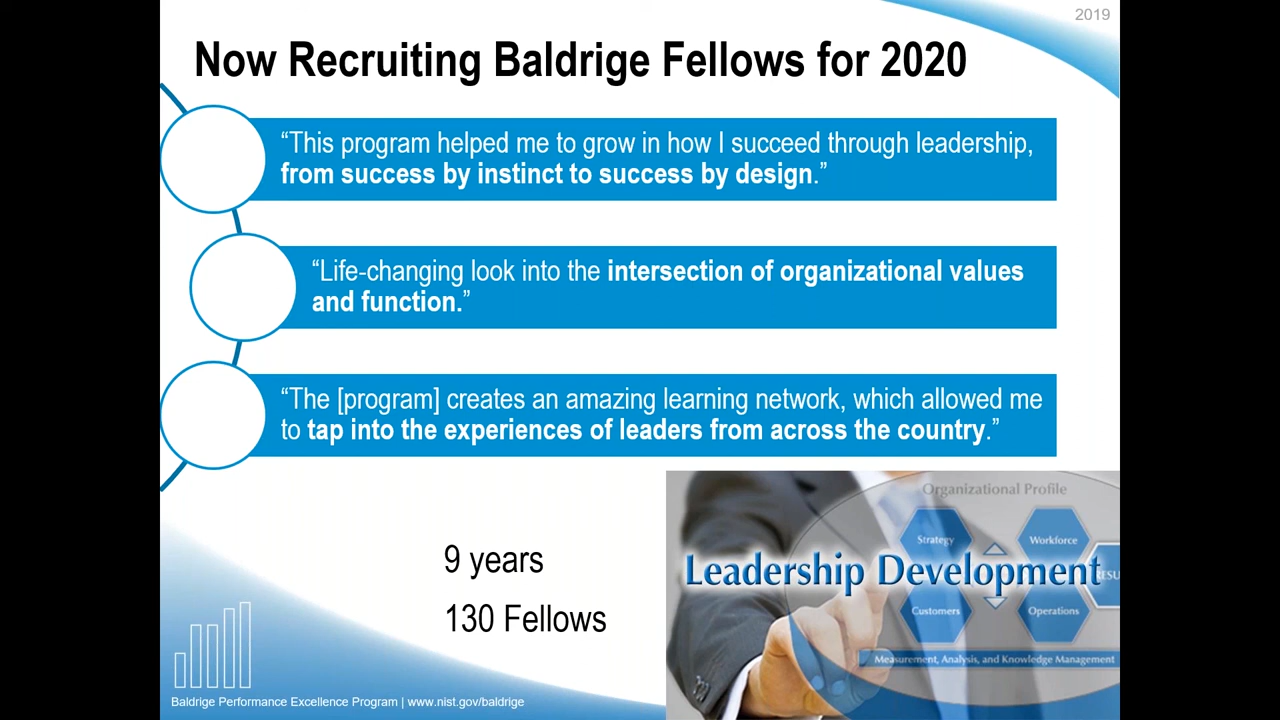 2019
Now Recruiting Baldrige Fellows for 2020
“This program helped me to grow in how I succeed through leadership,
from success by instinct to success by design.”
“Life-changing look into the intersection of organizational values
and function.”
“The [program] creates an amazing learning network, which allowed me
to tap into the experiences of leaders from across the country.”
9 years
130 Fellows
Organizational Profile
Strategy
Workforce
Leadership Development
RESU
Customers
Operations
Measurement, Analysis, and Knowledge Management
Baldrige Performance Excellence Program | www.nist.gov/baldrige